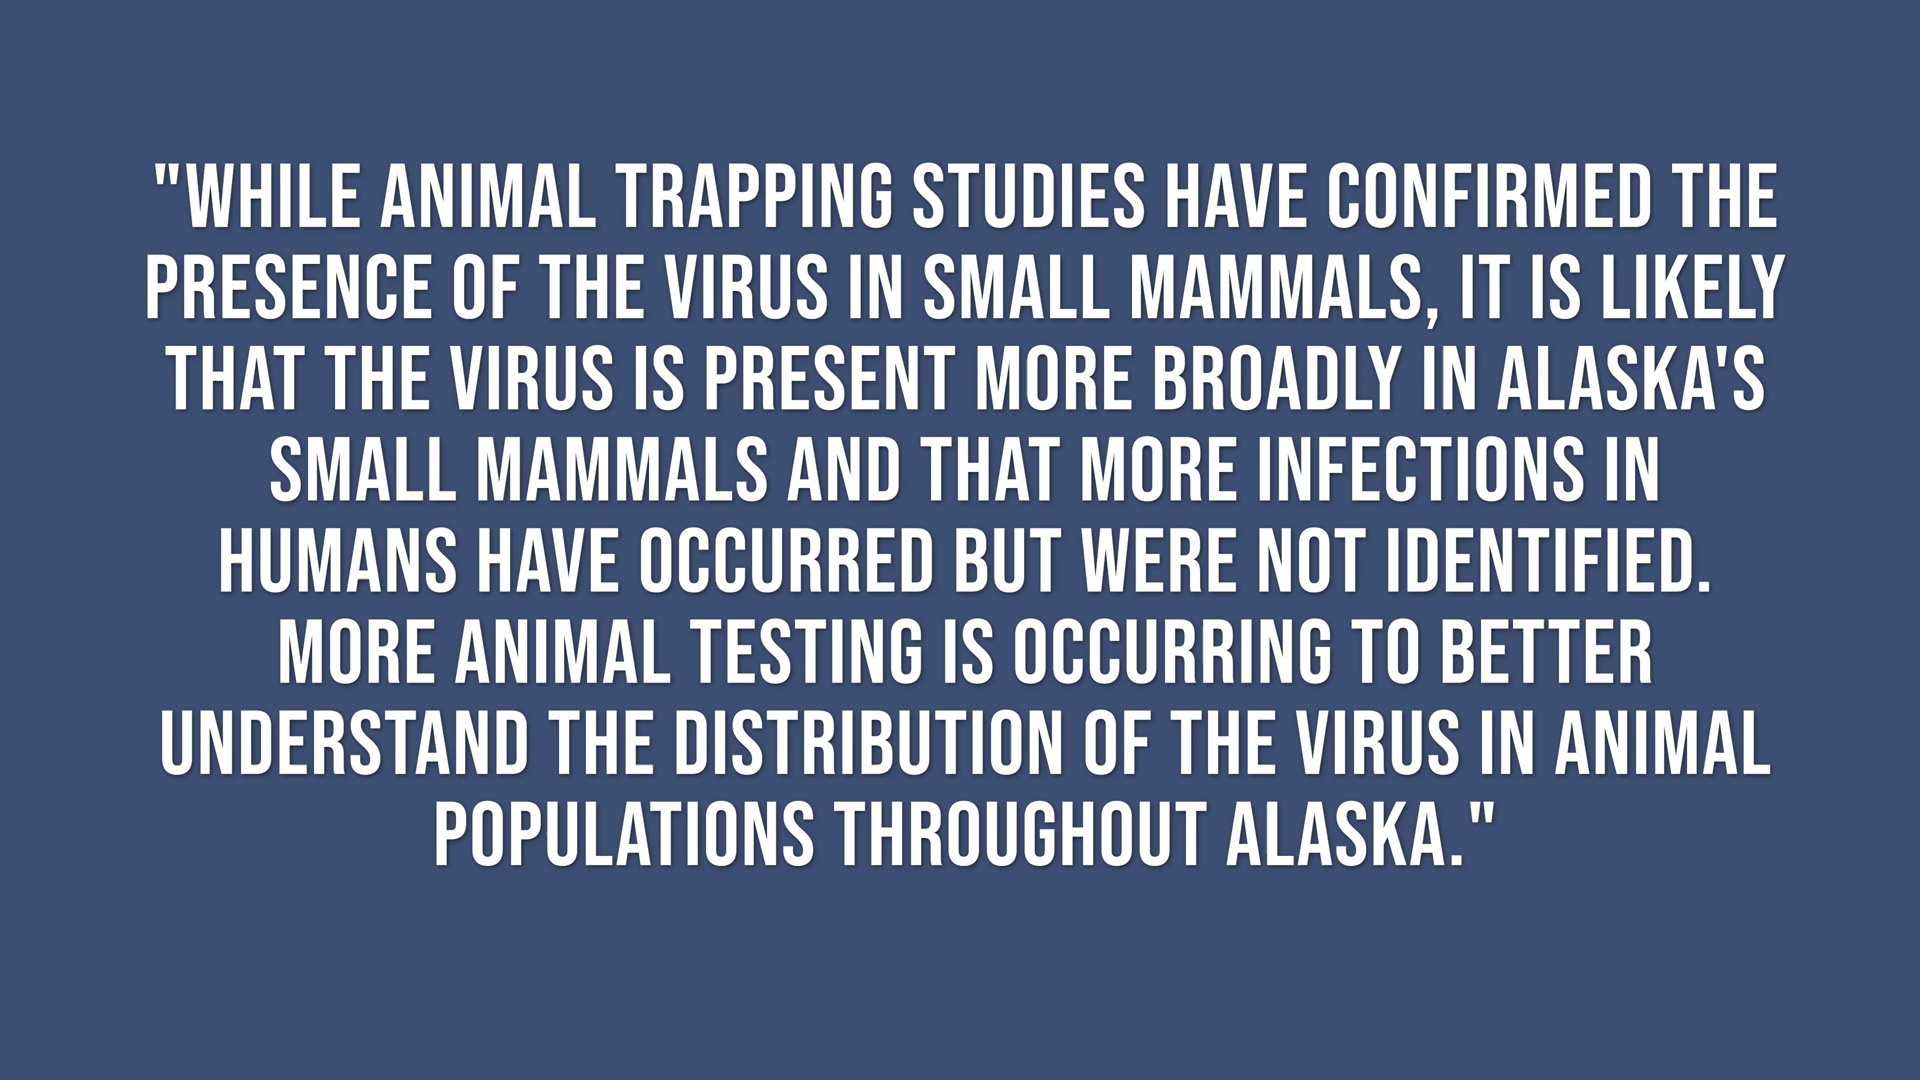 "WHILE ANIMAL TRAPPING STUDIES HAVE CONFIRMED THE
PRESENCE OF THE VIRUS IN SMALL MAMMALS, IT IS LIKELY
THAT THE VIRUS IS PRESENT MORE BROADLY IN ALASKA'S
SMALL MAMMALS AND THAT MORE INFECTIONS IN
HUMANS HAVE OCCURRED BUT WERE NOT IDENTIFIED.
MORE ANIMAL TESTING IS OCCURRING TO BETTER
UNDERSTAND THE DISTRIBUTION OF THE VIRUS IN ANIMAL
POPULATIONS THROUGHOUT ALASKA."